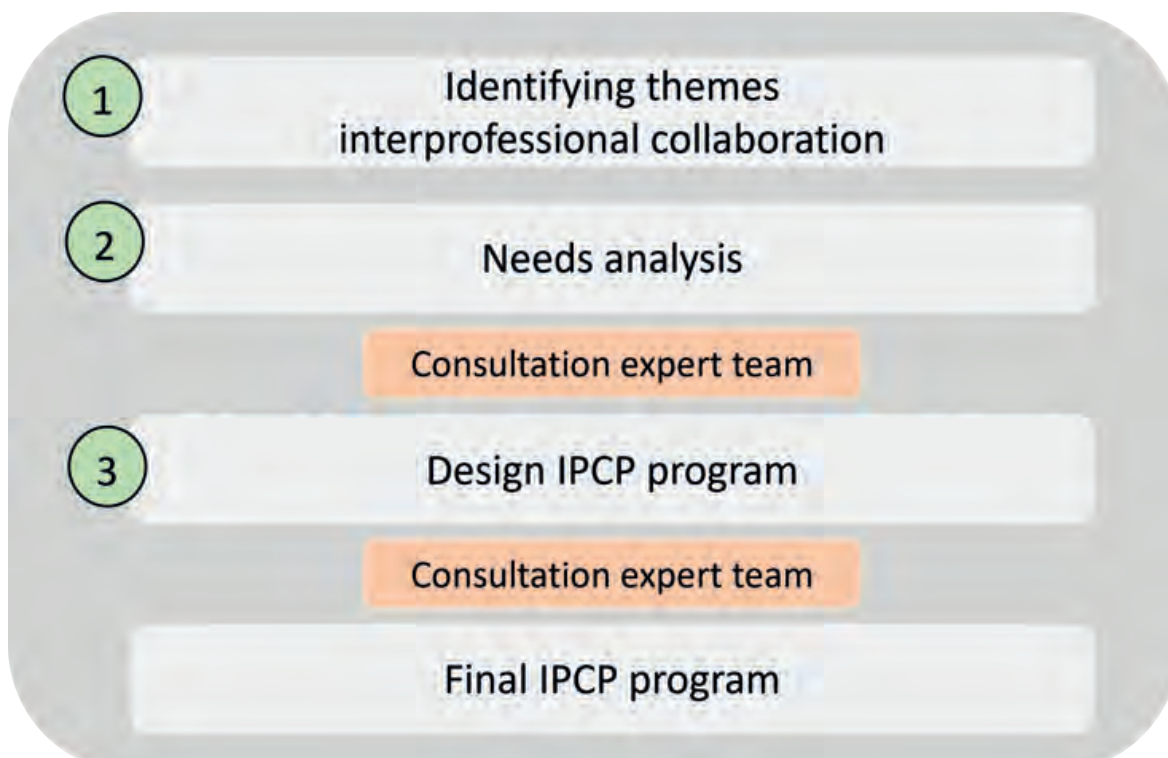 1
Identifying themes
interprofessional collaboration
2
Needs analysis
Consultation expert team
3
Design IPCP program
Consultation expert team
Final IPCP program